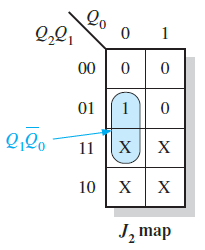 Q₀
Q₂Q₁ 0 1
00 0 0
01 1 0
Q₁Q̅₀
11 X X
10 X X
J₂ map